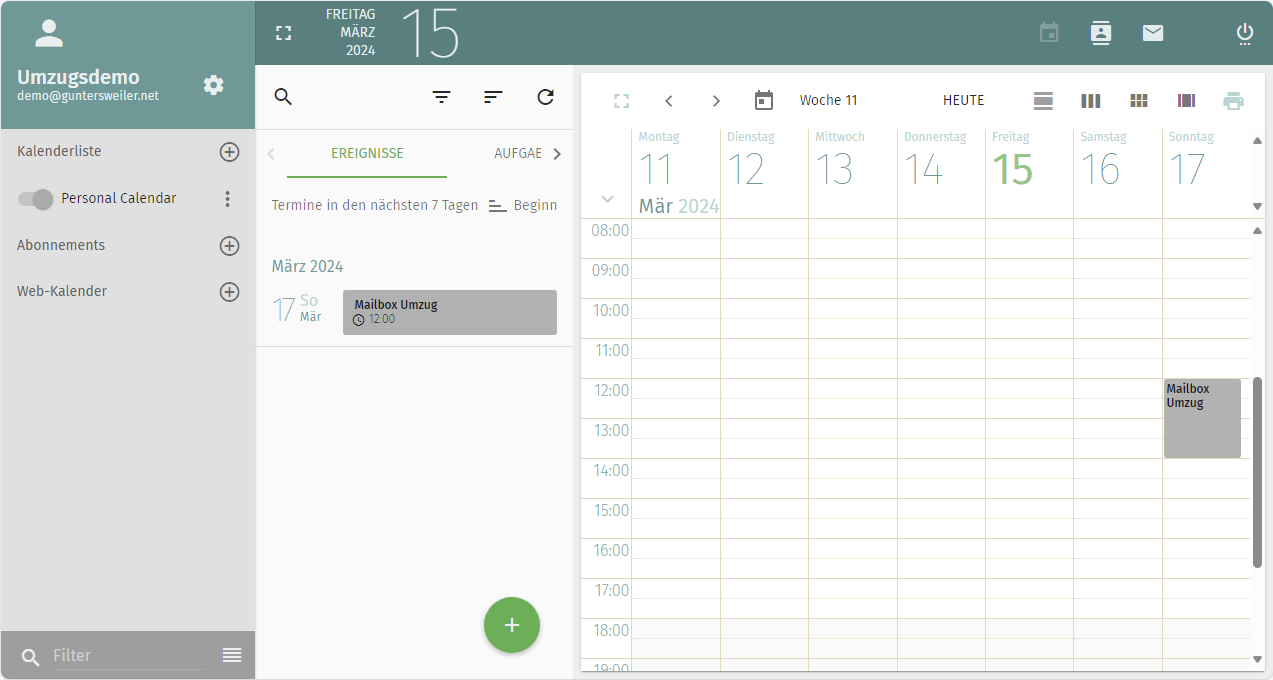 Umzugsdemo
demo@guntersweiler.net
Kalenderliste
Personal Calendar
Abonnements
Web-Kalender
Filter
FREITAG
MÄRZ
2024
15
EREIGNISSE
AUFGAB
Termine in den nächsten 7 Tagen
Beginn
März 2024
17
So
Mär
Mailbox Umzug
12:00
+
Woche 11
HEUTE
Montag Dienstag Mittwoch Donnerstag Freitag Samstag Sonntag
11 12 13 14 15 16 17
Mär 2024
08:00
09:00
10:00
11:00
12:00
Mailbox
Umzug
13:00
14:00
15:00
16:00
17:00
18:00
19:00